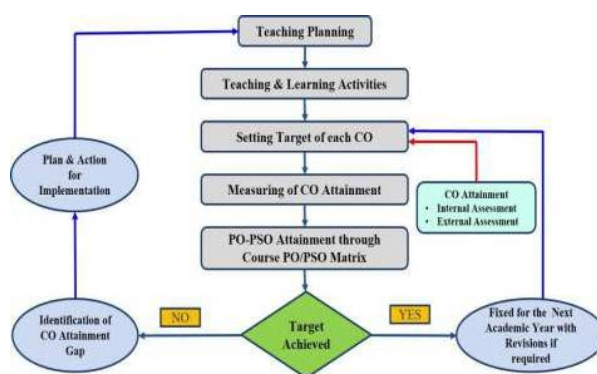 Teaching Planning
Teaching & Learning Activities
Setting Target of each CO
Plan & Action
for
Implementation
Measuring of CO Attainment
CO Attainment
• Internal Assessment
• External Assessment
PO-PSO Attainment through
Course PO/PSO Matrix
Identification of
CO Attainment
Gap
NO
Target
Achieved
YES
Fixed for the Next
Academic Year with
Revisions if
required